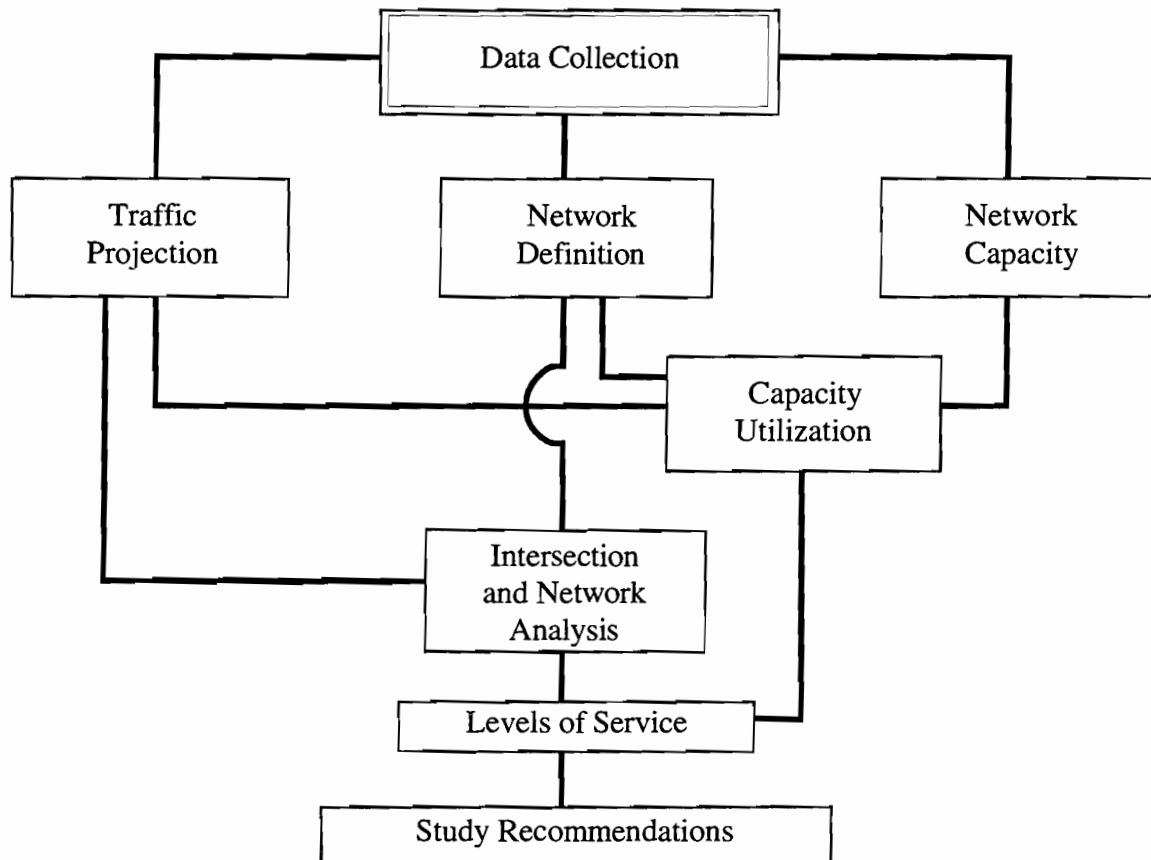 Data Collection
Traffic
Projection
Network
Definition
Network
Capacity
Capacity
Utilization
Intersection
and Network
Analysis
Levels of Service
Study Recommendations